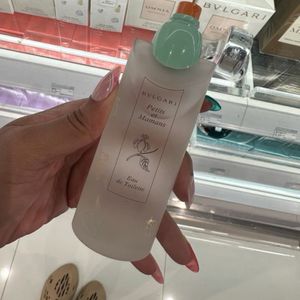 BVLGARI
BVLGARI
Petits et
Mamans
Eau
de Toilette